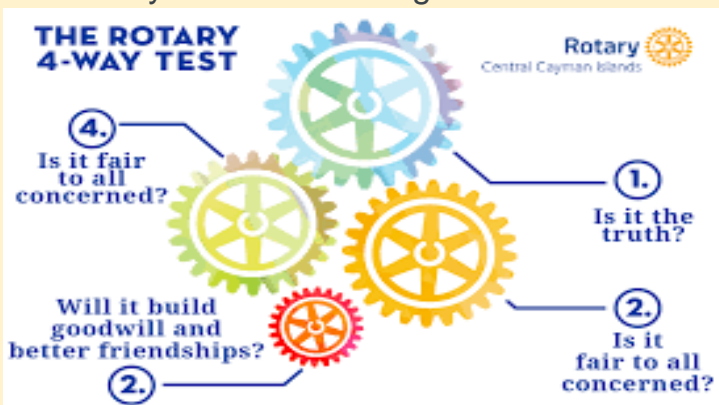 THE ROTARY
4-WAY TEST
Rotary
Central Cayman Islands
4.
Is it fair
to all
concerned?
1.
Is it the
truth?
Will it build
goodwill and
better friendships?
2.
2.
Is it
fair to all
concerned?